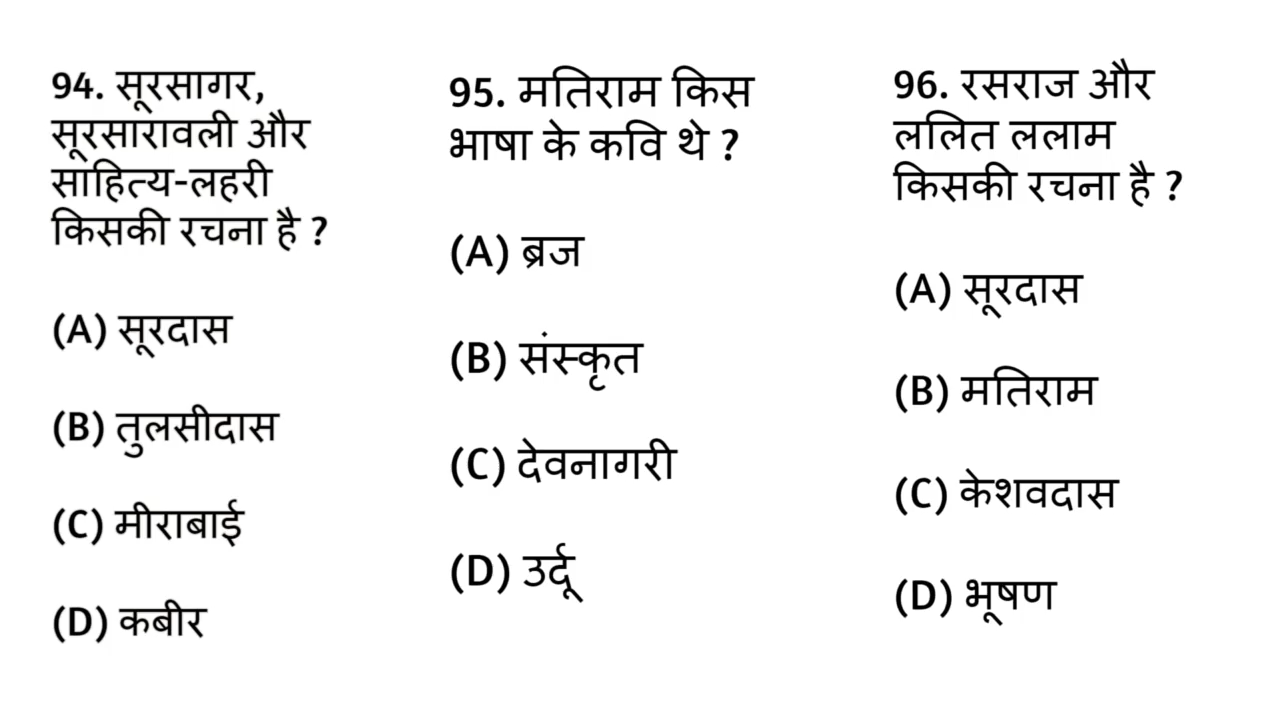 94. सूरसागर,
सूरसारावली और
साहित्य-लहरी
किसकी रचना है ?
(A) सूरदास
(B) तुलसीदास
(C) मीराबाई
(D) कबीर
95. मतिराम किस
भाषा के कवि थे ?
(A) ब्रज
(B) संस्कृत
(C) देवनागरी
(D) उर्दू
96. रसराज और
ललित ललाम
किसकी रचना है ?
(A) सूरदास
(B) मतिराम
(C) केशवदास
(D) भूषण